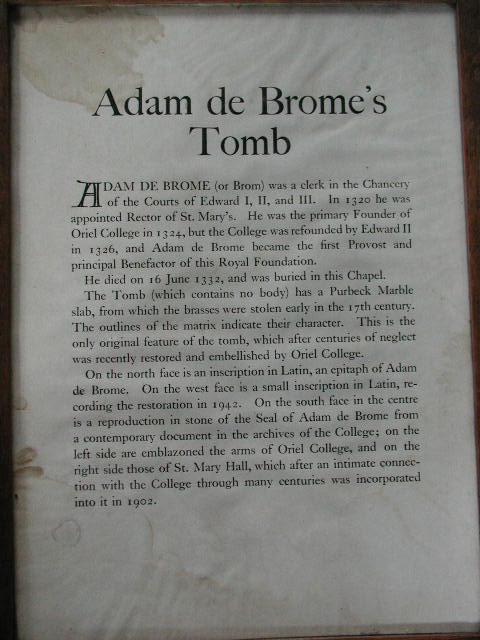 Adam de Brome's
Tomb
ADAM DE BROME (or Brom) was a clerk in the Chancery
of the Courts of Edward I, II, and III. In 1320 he was
appointed Rector of St. Mary's. He was the primary Founder of
Oriel College in 1324, but the College was refounded by Edward II
in 1326, and Adam de Brome became the first Provost and
principal Benefactor of this Royal Foundation.
He died on 16 June 1332, and was buried in this Chapel.
The Tomb (which contains no body) has a Purbeck Marble
slab, from which the brasses were stolen early in the 17th century.
The outlines of the matrix indicate their character. This is the
only original feature of the tomb, which after centuries of neglect
was recently restored and embellished by Oriel College.
On the north face is an inscription in Latin, an epitaph of Adam
de Brome. On the west face is a small inscription in Latin, re-
cording the restoration in 1942. On the south face in the centre
is a reproduction in stone of the Seal of Adam de Brome from
a contemporary document in the archives of the College; on the
left side are emblazoned the arms of Oriel College, and on the
right side those of St. Mary Hall, which after an intimate connec-
tion with the College through many centuries was incorporated
into it in 1902.